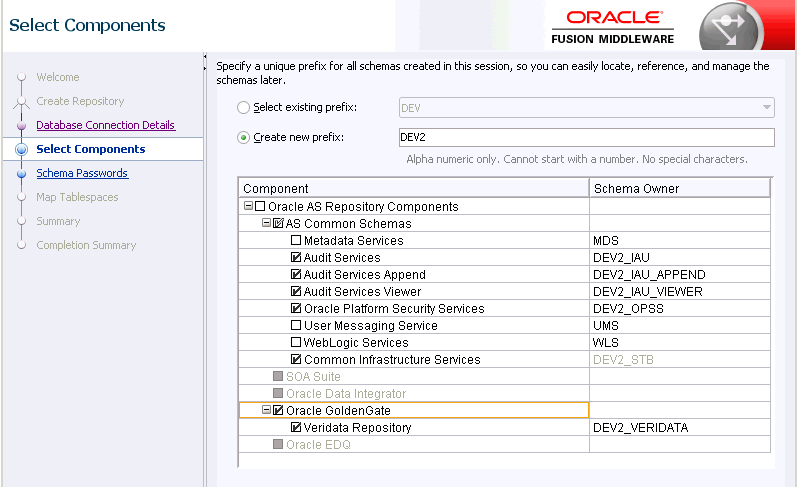 Select Components
ORACLE
FUSION MIDDLEWARE
Welcome
Create Repository
Database Connection Details
Select Components
Schema Passwords
Map Tablespaces
Summary
Completion Summary
Specify a unique prefix for all schemas created in this session, so you can easily locate, reference, and manage the
schemas later.
Select existing prefix: DEV
Create new prefix: DEV2
Alpha numeric only. Cannot start with a number. No special characters.
Component Schema Owner
Oracle AS Repository Components
AS Common Schemas
Metadata Services MDS
Audit Services DEV2_IAU
Audit Services Append DEV2_IAU_APPEND
Audit Services Viewer DEV2_IAU_VIEWER
Oracle Platform Security Services DEV2_OPSS
User Messaging Service UMS
WebLogic Services WLS
Common Infrastructure Services DEV2_STB
SOA Suite
Oracle Data Integrator
Oracle GoldenGate
Veridata Repository DEV2_VERIDATA
Oracle EDQ